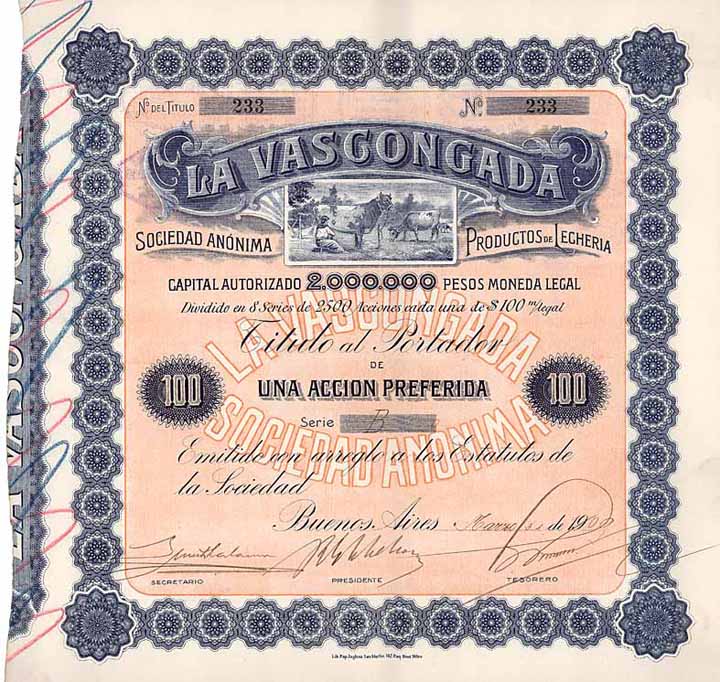 Nº DEL TITULO 233
Nº 233
LA VASCONGADA
SOCIEDAD ANÓNIMA
PRODUCTOS DE LECHERIA
CAPITAL AUTORIZADO 2.000.000 PESOS MONEDA LEGAL
Dividido en 8 Series de 2500 Acciones cada una de $100 m/legal
Titulo al Portador
DE
UNA ACCION PREFERIDA
100
100
Serie B
LA VASCONGADA
SOCIEDAD ANONIMA
Emitido con arreglo a los Estatutos de
la Sociedad
Buenos Aires de 19
SECRETARIO
PRESIDENTE
TESORERO
LA VASCONGADA